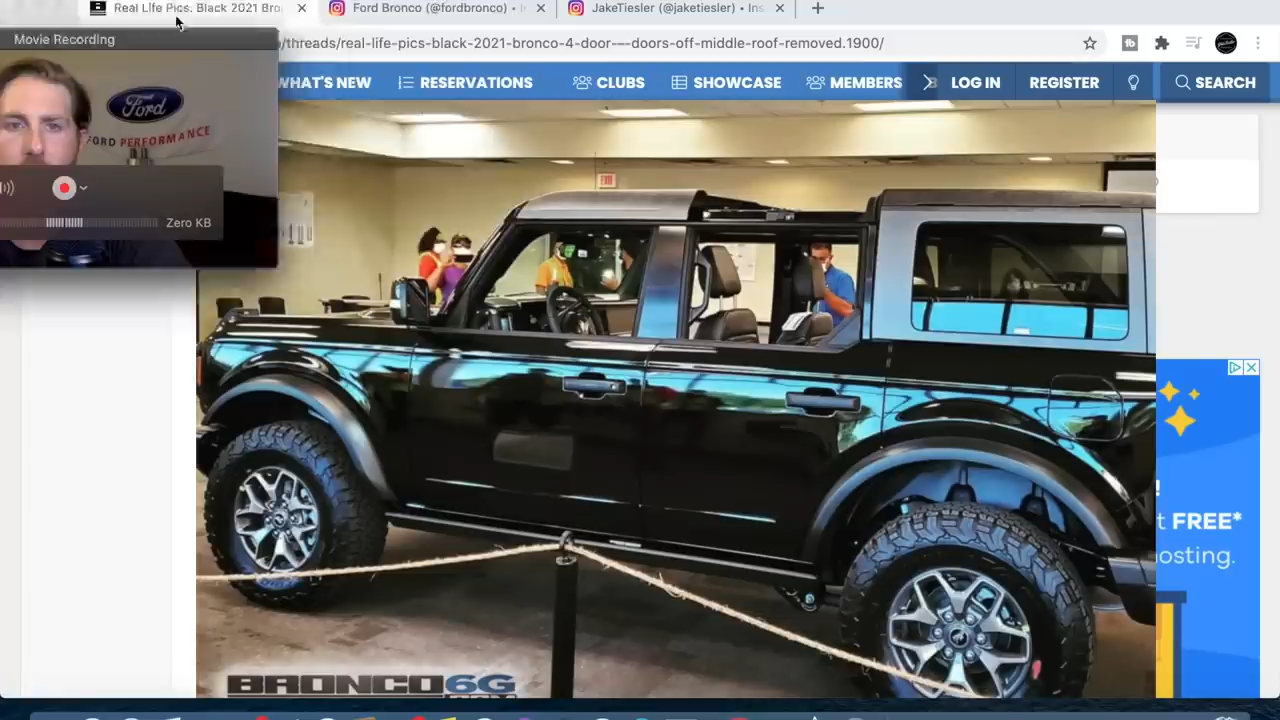 Real Life Pics. Black 2021 Bro
Ford Bronco (@fordbronco) •
JakeTiesler (@jaketiesler) • Ins
Movie Recording
/threads/real-life-pics-black-2021-bronco-4-door-—-doors-off-middle-roof-removed.1900/
WHAT'S NEW
RESERVATIONS
CLUBS
SHOWCASE
MEMBERS
LOG IN
REGISTER
SEARCH
Ford
FORD PERFORMANCE
Zero KB
EXIT
t FREE*
osting.
BRONCO6G